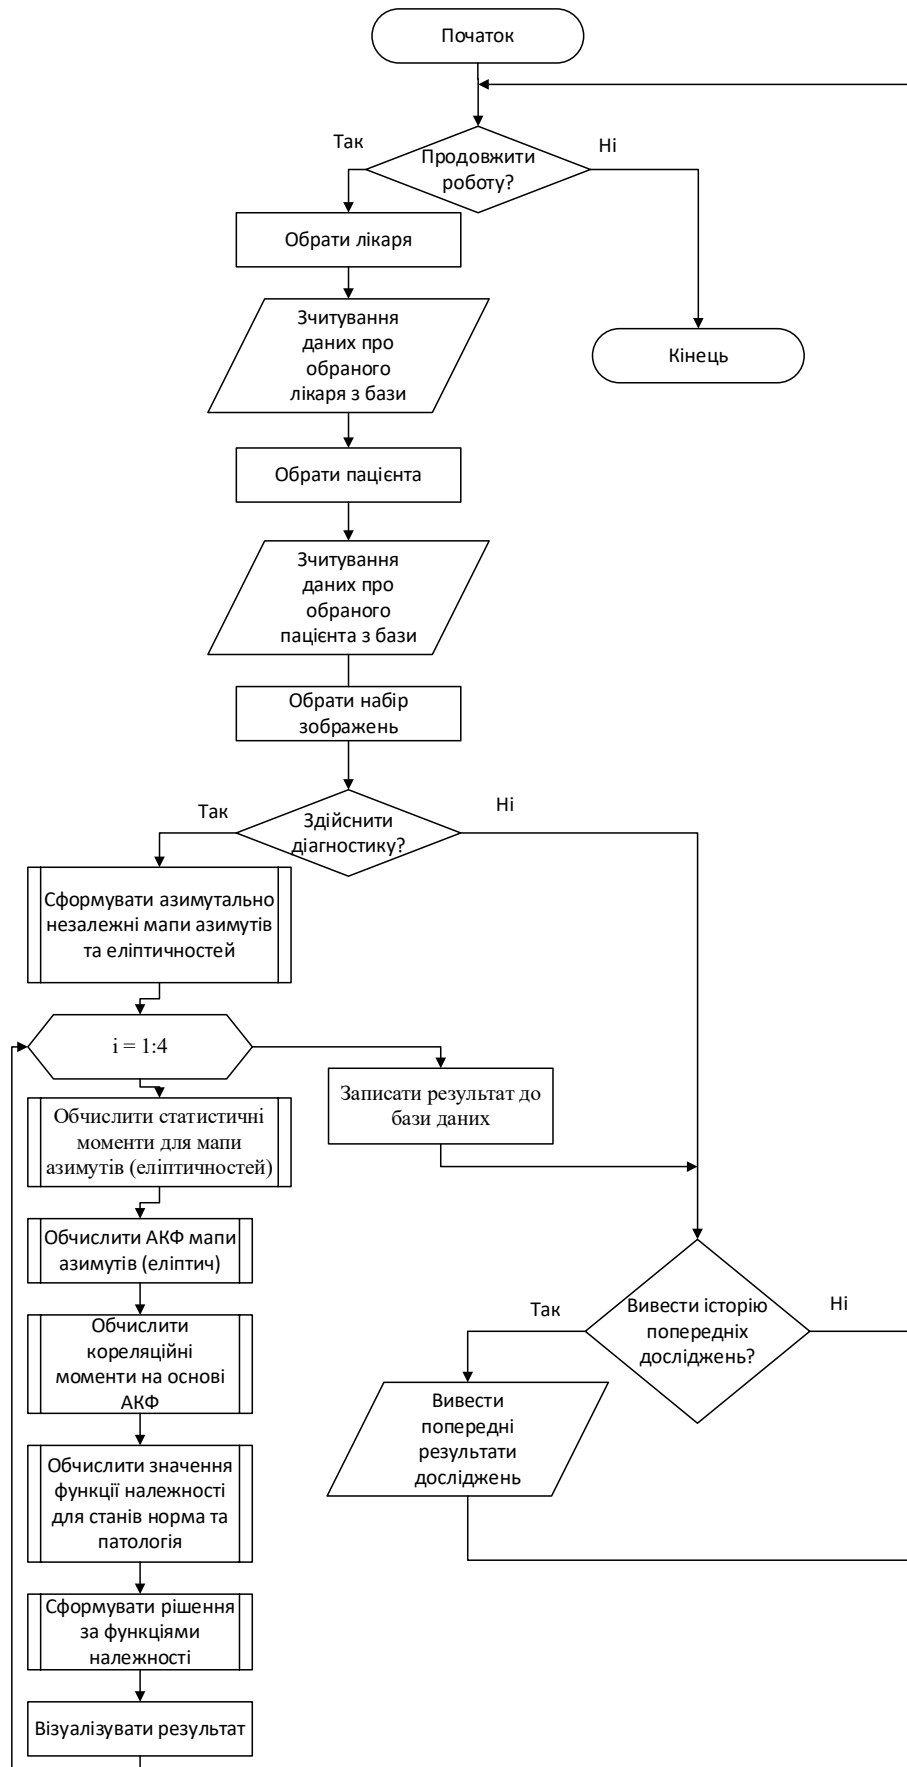 Початок
Так
Ні
Продовжити
роботу?
Обрати лікаря
Зчитування
даних про
обраного
лікаря з бази
Кінець
Обрати пацієнта
Зчитування
даних про
обраного
пацієнта з бази
Обрати набір
зображень
Так
Ні
Здійснити
діагностику?
Сформувати азимутально
незалежні мапи азимутів
та еліптичностей
i = 1:4
Записати результат до
бази даних
Обчислити статистичні
моменти для мапи
азимутів (еліптичностей)
Обчислити АКФ мапи
азимутів (еліптич)
Так
Ні
Вивести історію
попередніх
досліджень?
Обчислити
кореляційні
моменти на основі
АКФ
Вивести
попередні
результати
досліджень
Обчислити значення
функції належності
для станів норма та
патологія
Сформувати рішення
за функціями
належності
Візуалізувати результат